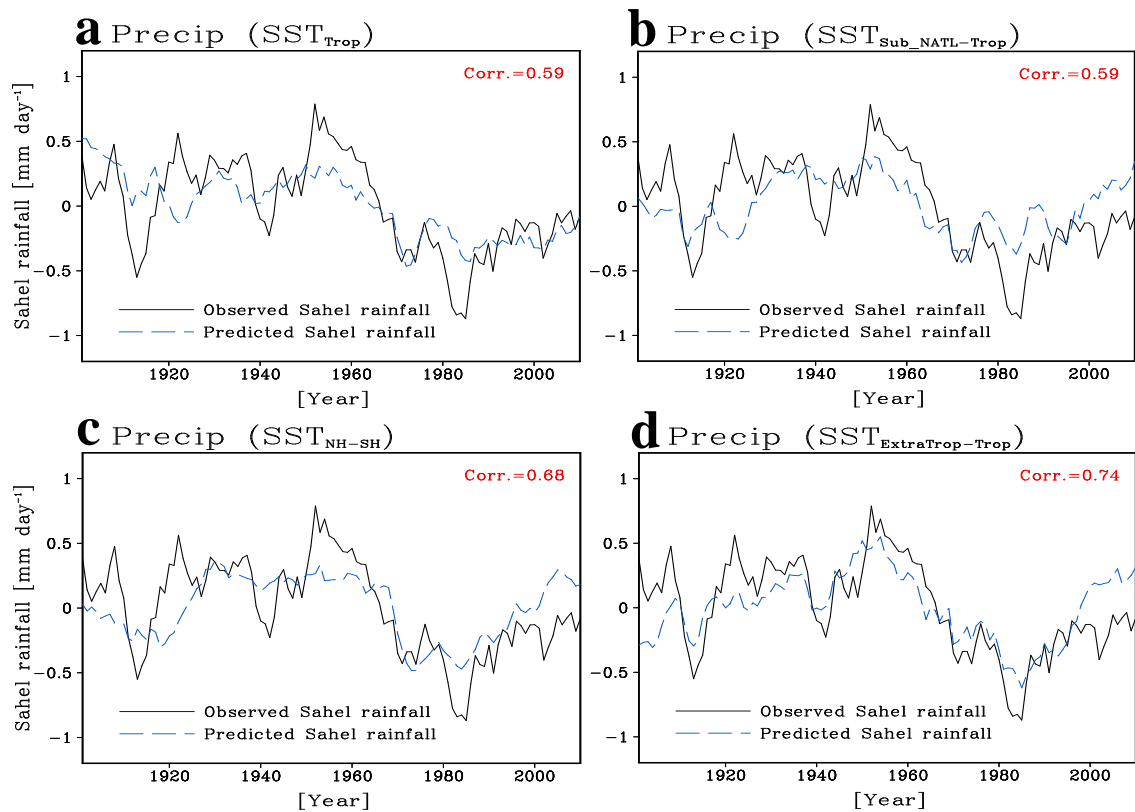 a Precip (SST_Trop)
Corr.=0.59
Sahel rainfall [mm day⁻¹]
1
0.5
0
−0.5
−1
Observed Sahel rainfall
Predicted Sahel rainfall
1920 1940 1960 1980 2000
[Year]
b Precip (SST_Sub_NATL−Trop)
Corr.=0.59
1
0.5
0
−0.5
−1
Observed Sahel rainfall
Predicted Sahel rainfall
1920 1940 1960 1980 2000
[Year]
c Precip (SST_NH−SH)
Corr.=0.68
Sahel rainfall [mm day⁻¹]
1
0.5
0
−0.5
−1
Observed Sahel rainfall
Predicted Sahel rainfall
1920 1940 1960 1980 2000
[Year]
d Precip (SST_ExtraTrop−Trop)
Corr.=0.74
1
0.5
0
−0.5
−1
Observed Sahel rainfall
Predicted Sahel rainfall
1920 1940 1960 1980 2000
[Year]